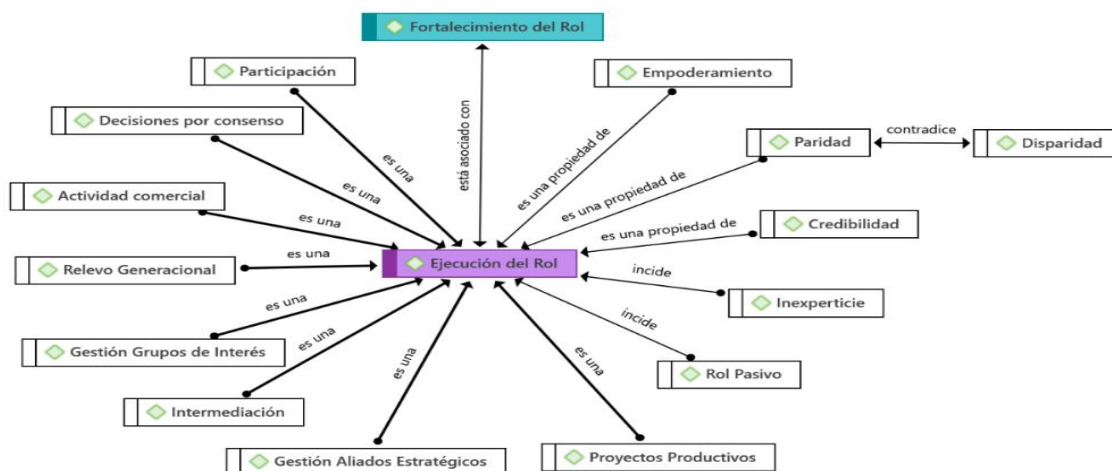 Fortalecimiento del Rol
Participación
Empoderamiento
Decisiones por consenso
está asociado con
es una
es una propiedad de
Paridad
contradice
Disparidad
es una
es una propiedad de
Actividad comercial
es una
es una propiedad de
Credibilidad
Relevo Generacional
es una
Ejecución del Rol
incide
Inexperticie
es una
incide
Gestión Grupos de Interés
es una
es una
es una
Rol Pasivo
Intermediación
Gestión Aliados Estratégicos
Proyectos Productivos